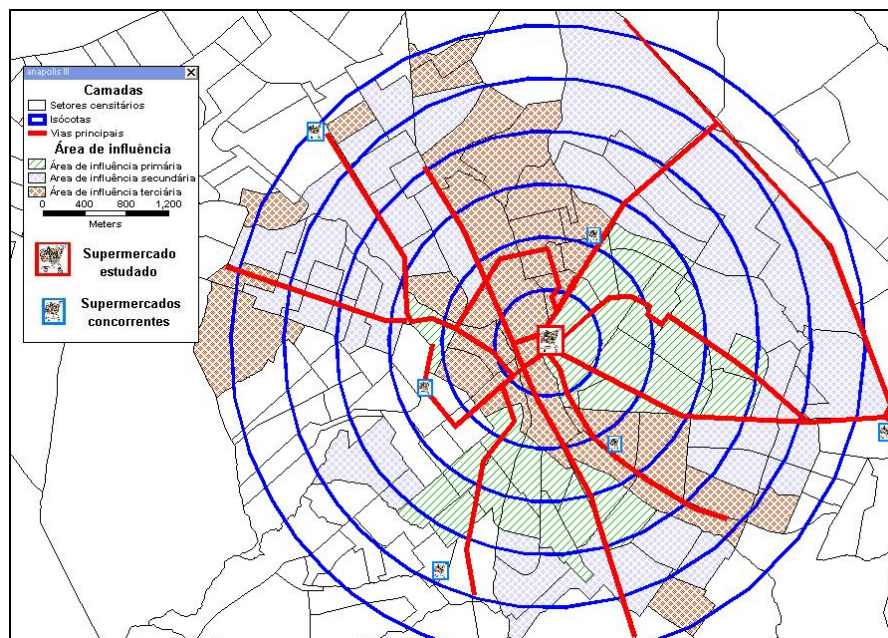 anapolis III
Camadas
Setores censitários
Isócotas
Vias principais
Área de influência
Área de influência primária
Área de influência secundária
Área de influência terciária
0 400 800 1,200
Meters
Supermercado
estudado
Supermercados
concorrentes